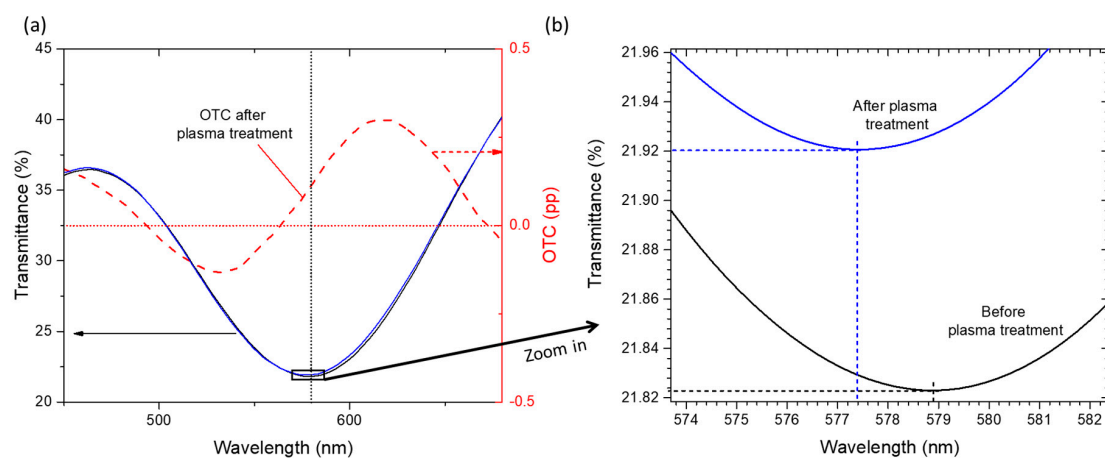 (a)
45
40
35
30
25
20
Transmittance (%)
500
600
Wavelength (nm)
0.5
0.0
-0.5
OTC (pp)
OTC after
plasma treatment
Zoom in
(b)
21.96
21.94
21.92
21.90
21.88
21.86
21.84
21.82
Transmittance (%)
574
575
576
577
578
579
580
581
582
Wavelength (nm)
After plasma
treatment
Before
plasma treatment